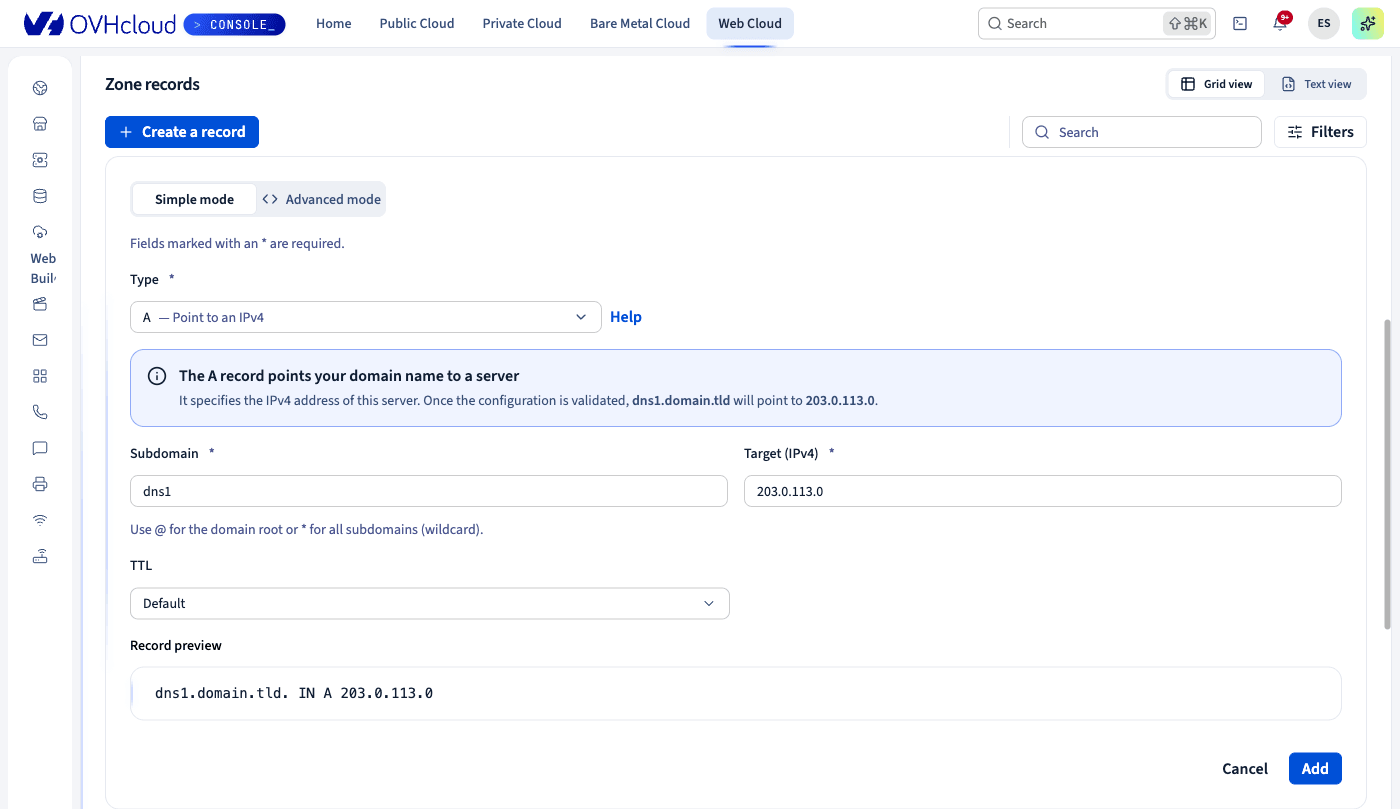 OVHcloud > CONSOLE_ Home Public Cloud Private Cloud Bare Metal Cloud Web Cloud Search ⇧⌘K 9+ ES
Zone records Grid view Text view
+ Create a record Search Filters
Simple mode <> Advanced mode
Fields marked with an * are required.
Web
Type *
Buil
A — Point to an IPv4 Help
The A record points your domain name to a server
It specifies the IPv4 address of this server. Once the configuration is validated, dns1.domain.tld will point to 203.0.113.0.
Subdomain * Target (IPv4) *
dns1 203.0.113.0
Use @ for the domain root or * for all subdomains (wildcard).
TTL
Default
Record preview
dns1.domain.tld. IN A 203.0.113.0
Cancel Add